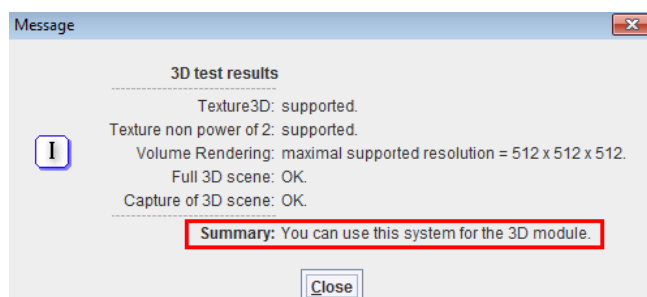 Message
3D test results
Texture3D: supported.
Texture non power of 2: supported.
I
Volume Rendering: maximal supported resolution = 512 x 512 x 512.
Full 3D scene: OK.
Capture of 3D scene: OK.
Summary: You can use this system for the 3D module.
Close